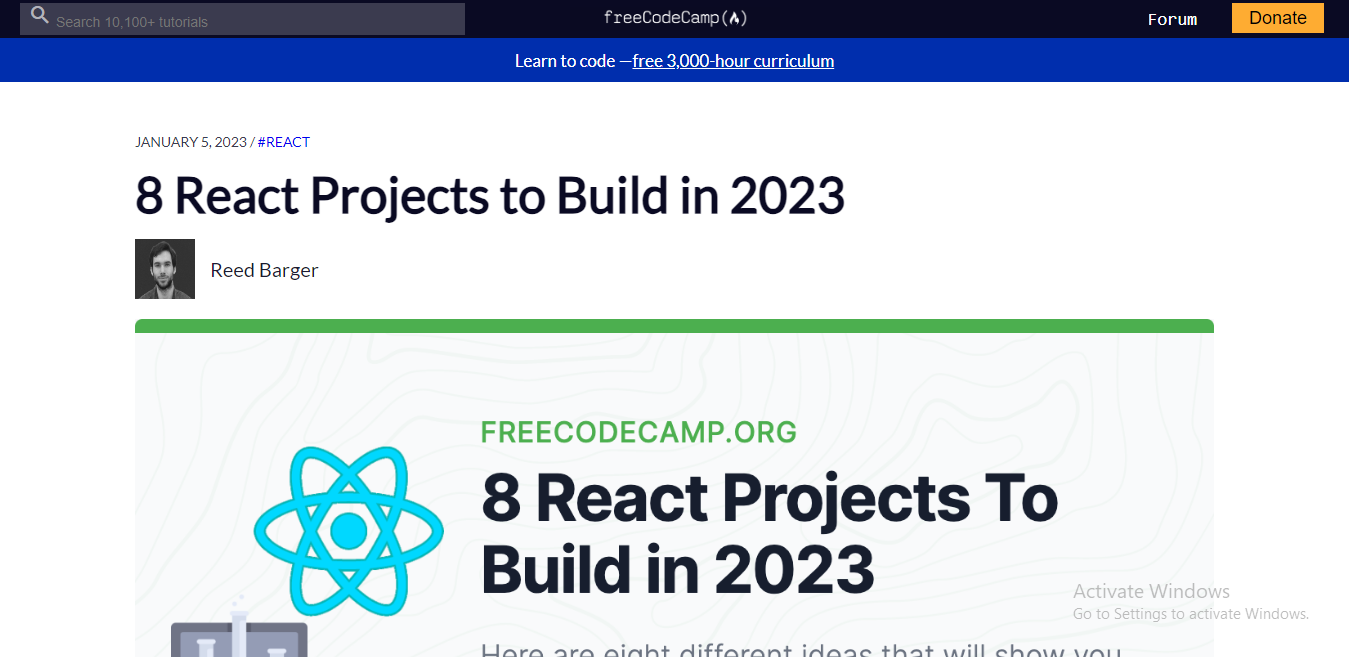 Search 10,100+ tutorials
freeCodeCamp(🔥)
Forum
Donate
Learn to code —free 3,000-hour curriculum
JANUARY 5, 2023 / #REACT
8 React Projects to Build in 2023
Reed Barger
FREECODECAMP.ORG
8 React Projects To
Build in 2023
Activate Windows
Go to Settings to activate Windows.
Here are eight different ideas that will show you